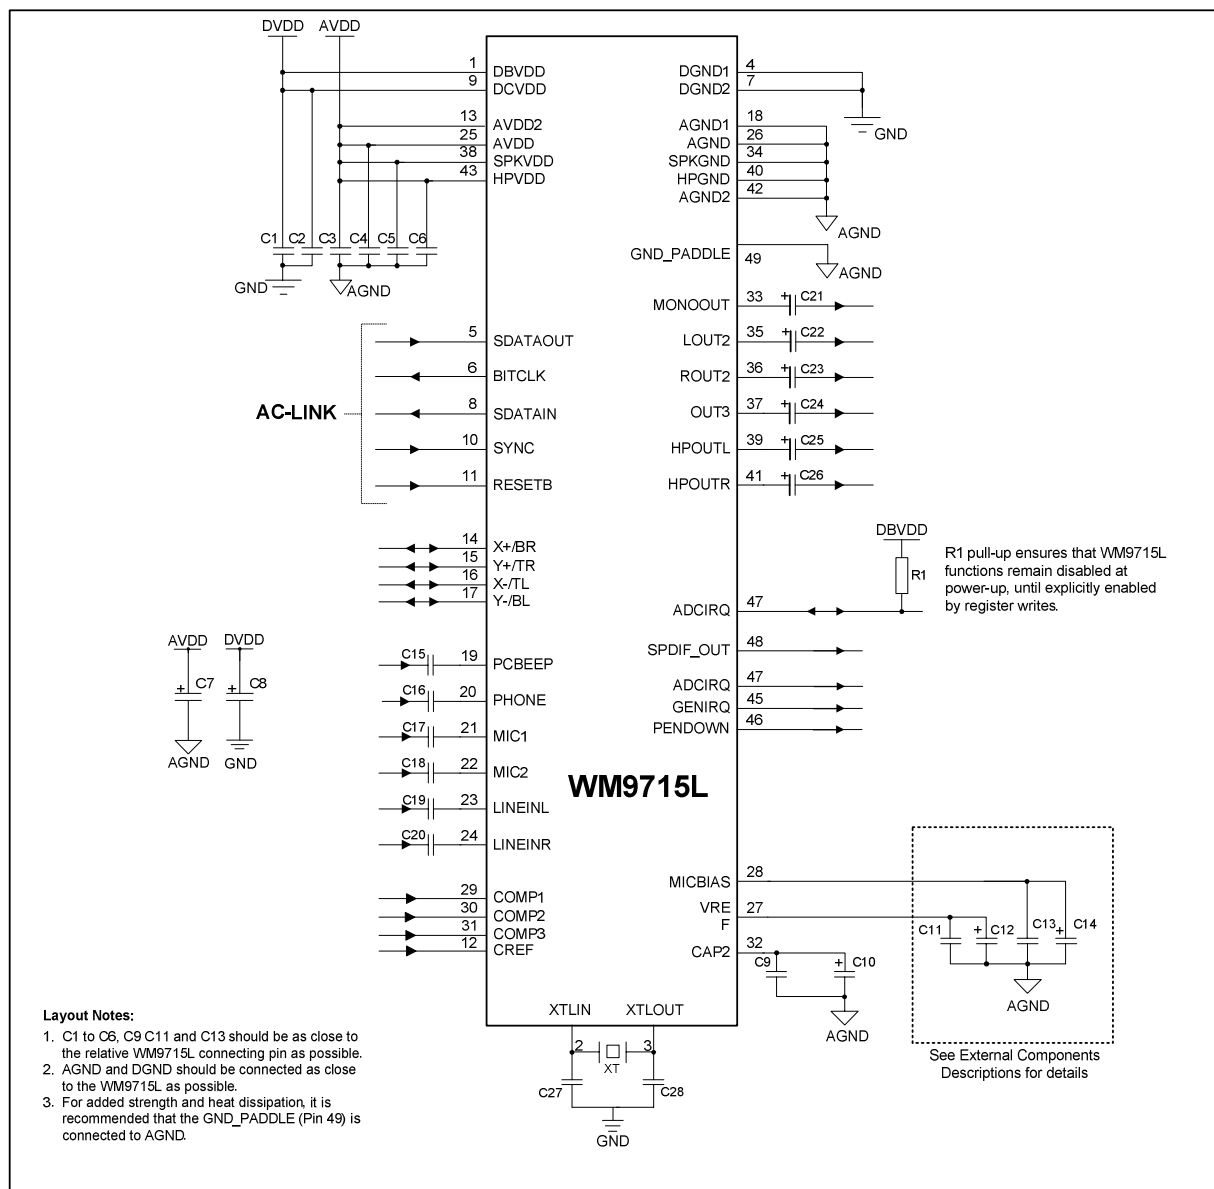 DVDD AVDD
1 DBVDD
9 DCVDD
13 AVDD2
25 AVDD
38 SPKVDD
43 HPVDD
C1 C2 C3 C4 C5 C6
GND AGND
DGND1 4
DGND2 7
GND
AGND1 18
AGND 26
SPKGND 34
HPGND 40
AGND2 42
AGND
GND_PADDLE 49
AGND
AC-LINK
5 SDATAOUT
6 BITCLK
8 SDATAIN
10 SYNC
11 RESETB
MONOOUT 33 + C21
LOUT2 35 + C22
ROUT2 36 + C23
OUT3 37 + C24
HPOUTL 39 + C25
HPOUTR 41 + C26
14 X+/BR
15 Y+/TR
16 X-/TL
17 Y-/BL
DBVDD
R1
R1 pull-up ensures that WM9715L
functions remain disabled at
power-up, until explicitly enabled
by register writes.
ADCIRQ 47
SPDIF_OUT 48
ADCIRQ 47
GENIRQ 45
PENDOWN 46
AVDD DVDD
+ C7 + C8
AGND GND
C15 19 PCBEEP
C16 20 PHONE
C17 21 MIC1
C18 22 MIC2
C19 23 LINEINL
C20 24 LINEINR
WM9715L
29 COMP1
30 COMP2
31 COMP3
12 CREF
MICBIAS 28
VRE
F
27
C11 + C12 C13 + C14
AGND
CAP2 32
C9 + C10
AGND
See External Components
Descriptions for details
XTLIN XTLOUT
2 3
XT
C27 C28
GND
Layout Notes:
1. C1 to C6, C9 C11 and C13 should be as close to
the relative WM9715L connecting pin as possible.
2. AGND and DGND should be connected as close
to the WM9715L as possible.
3. For added strength and heat dissipation, it is
recommended that the GND_PADDLE (Pin 49) is
connected to AGND.